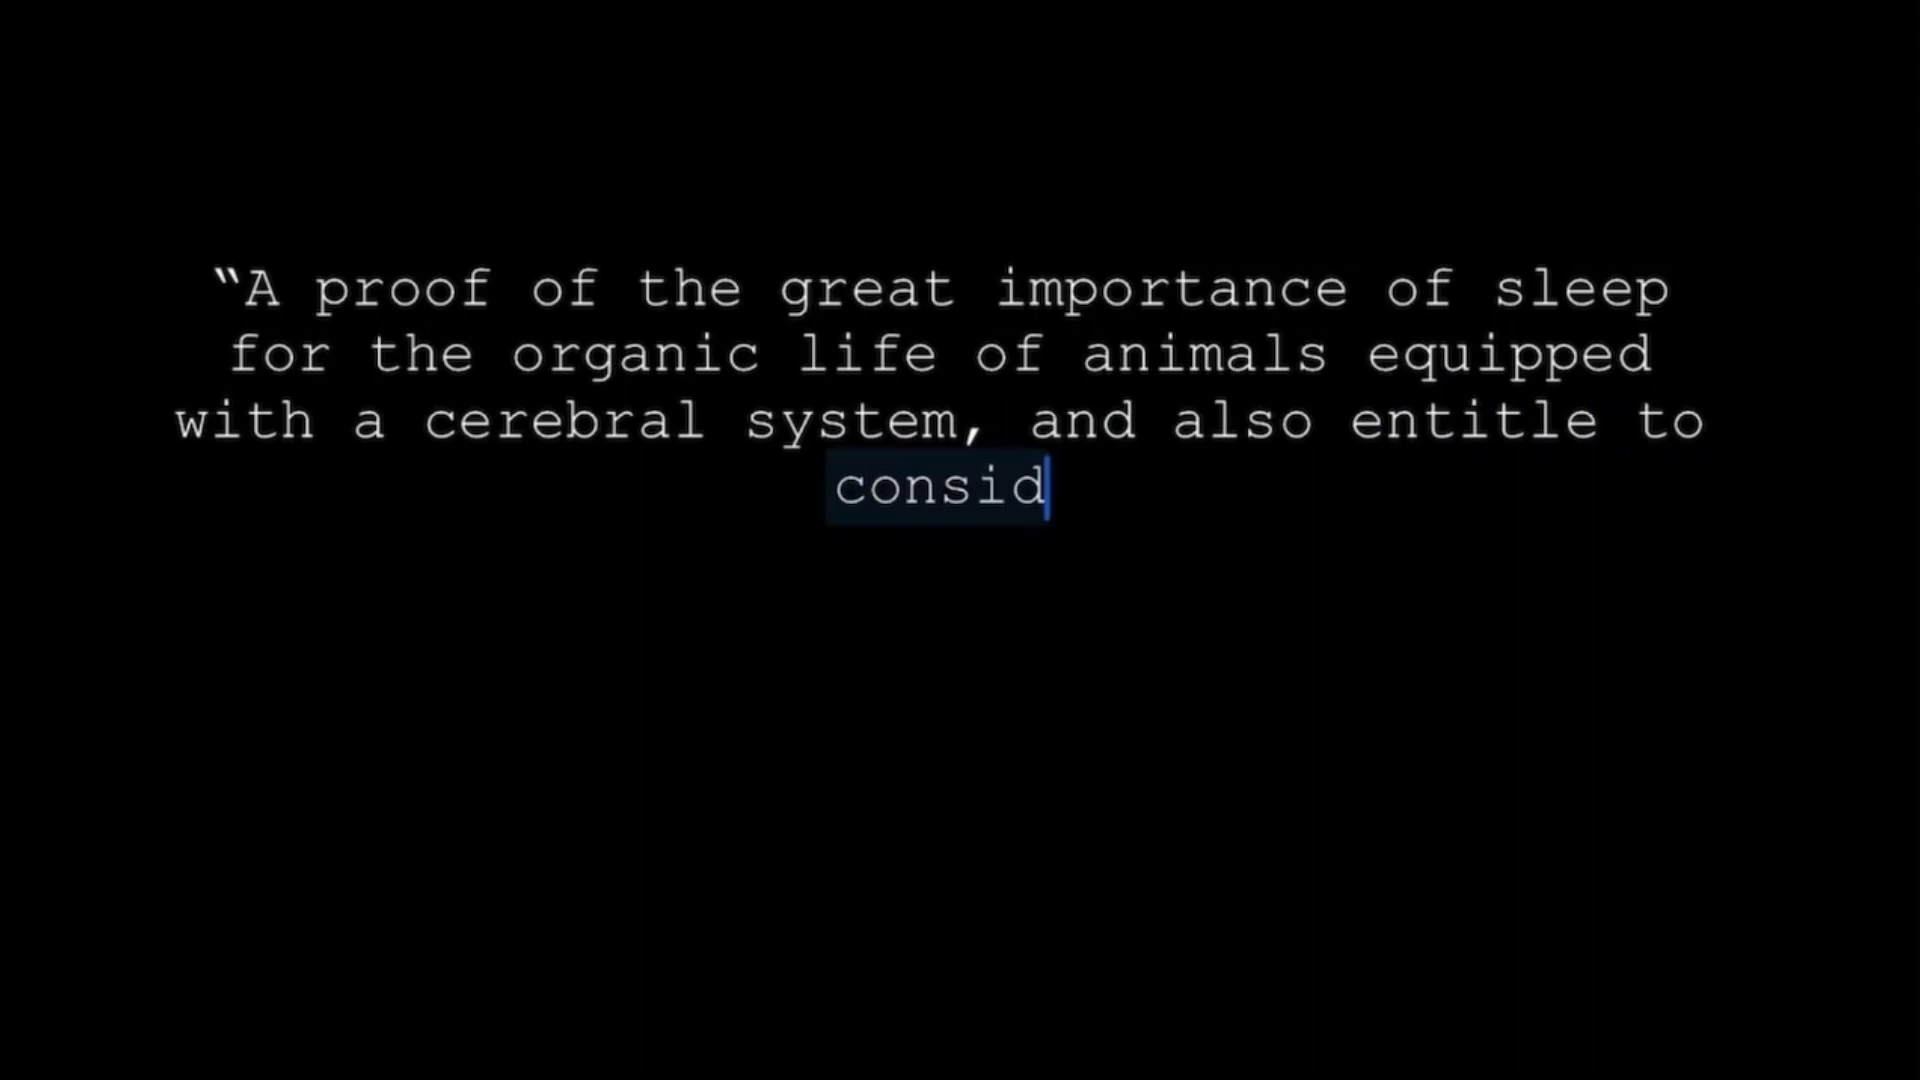 “A proof of the great importance of sleep
for the organic life of animals equipped
with a cerebral system, and also entitle to
consid